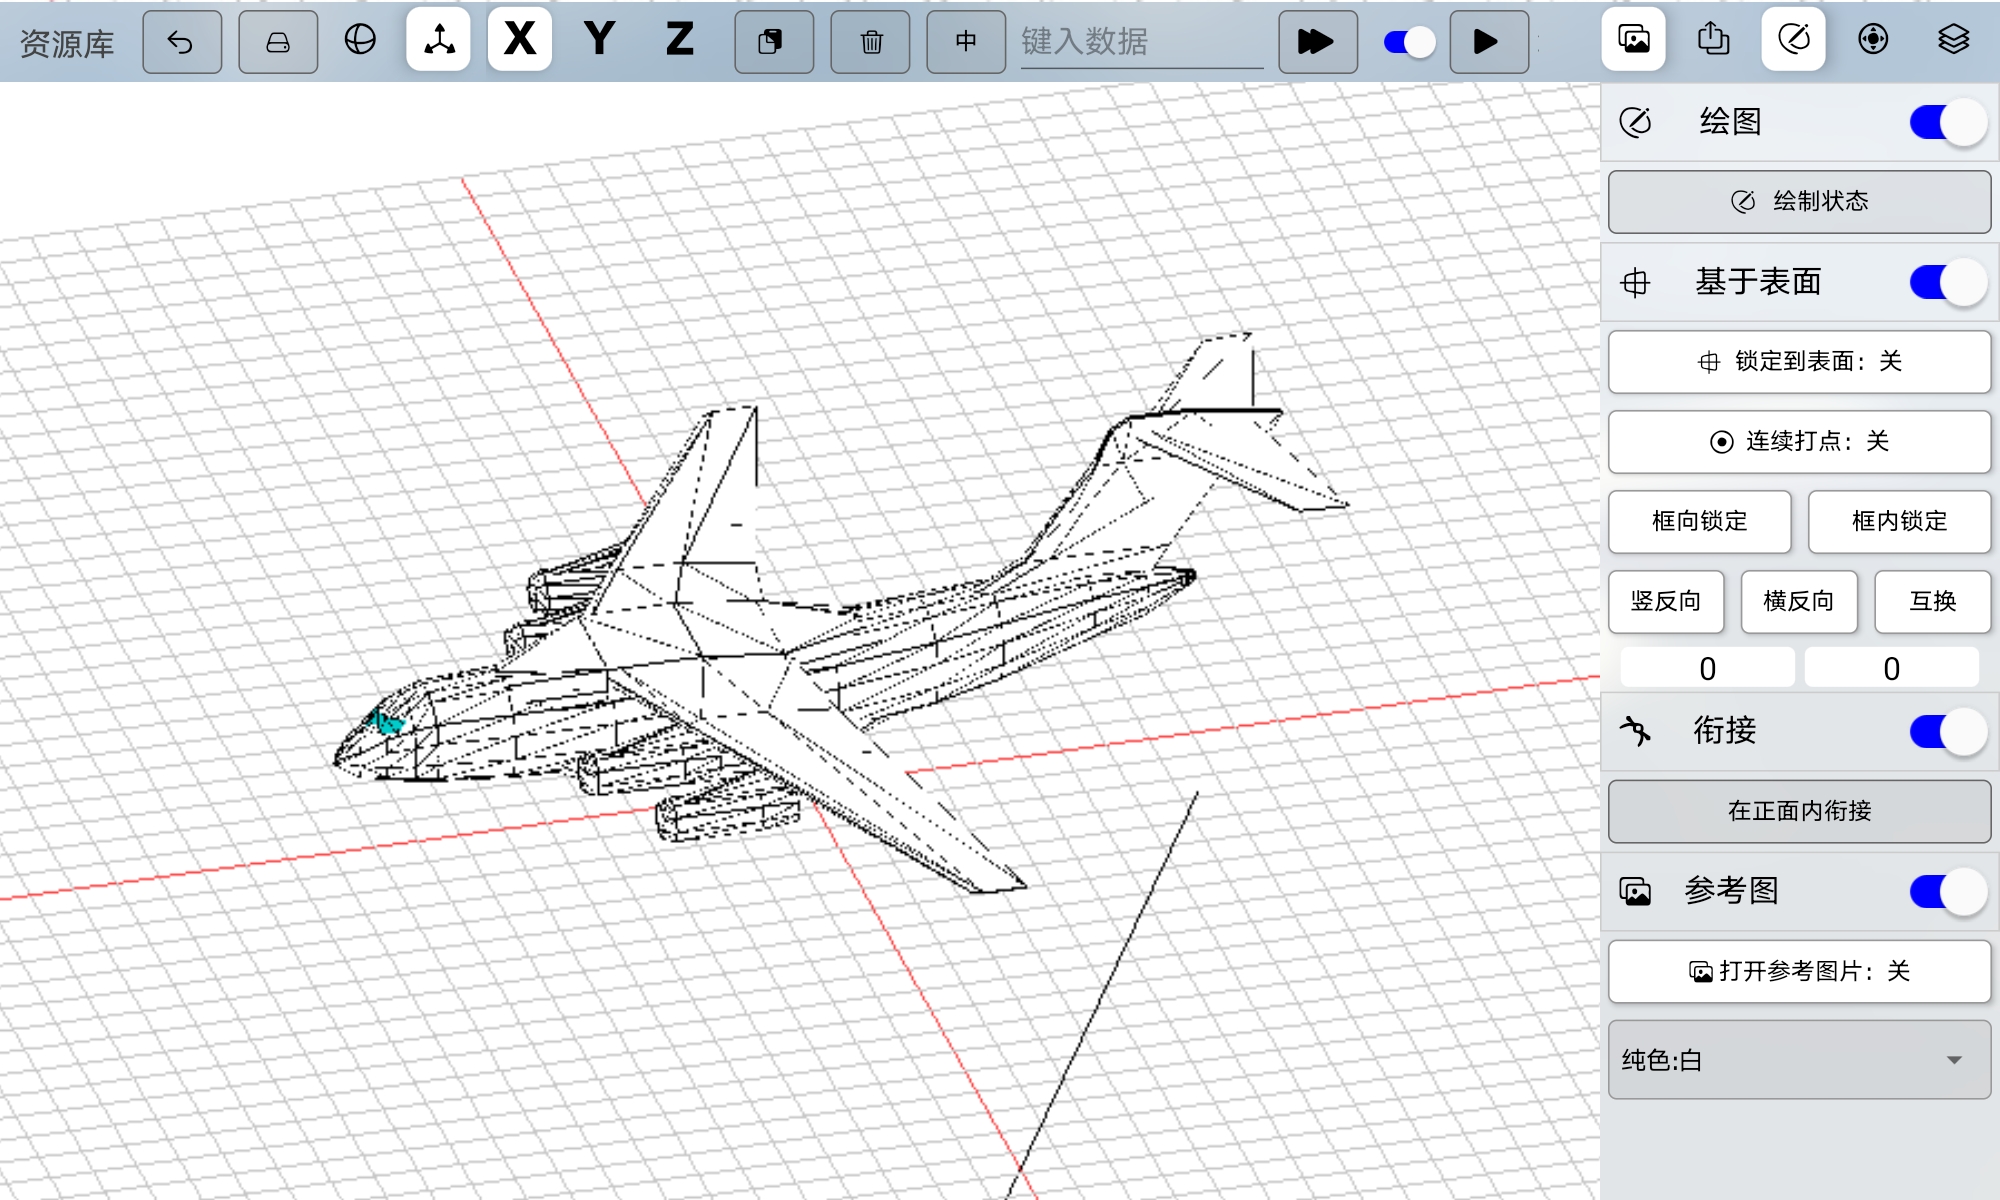 资源库 X Y Z 中 键入数据
绘图
绘制状态
基于表面
锁定到表面：关
连续打点：关
框向锁定 框内锁定
竖反向 横反向 互换
0 0
衔接
在正面内衔接
参考图
打开参考图片：关
纯色:白